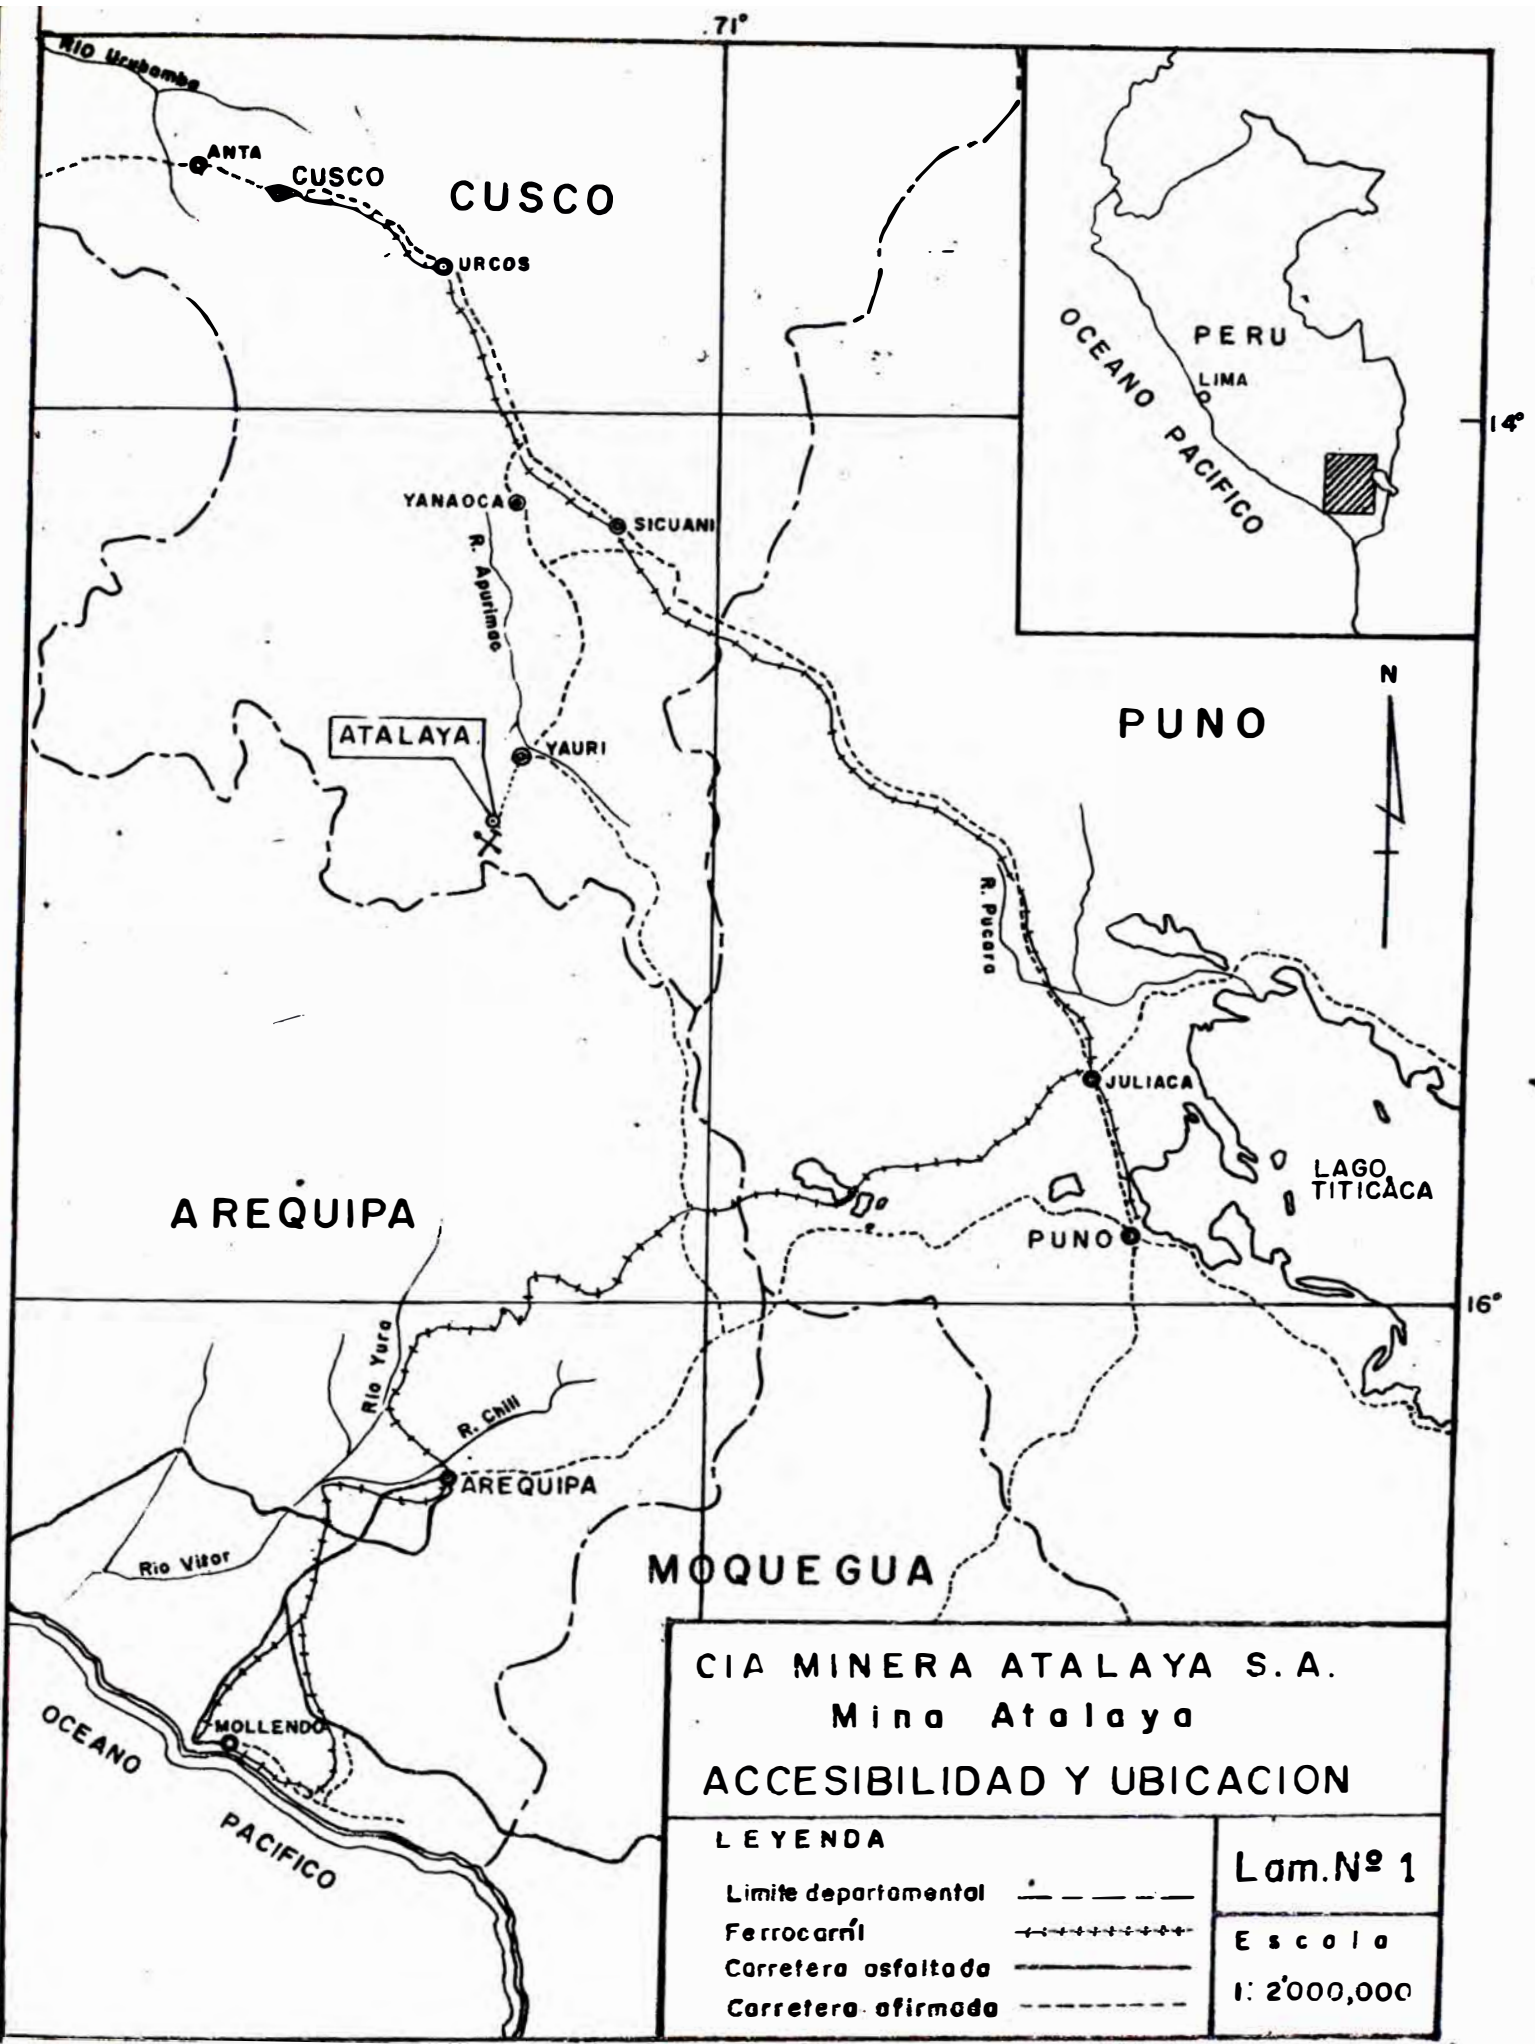 71°
RIO Urubamba
ANTA
CUSCO
CUSCO
URCOS
PERU
LIMA
OCEANO PACIFICO
14°
YANAOCA
SICUANI
R. Apurimac
N
PUNO
ATALAYA
YAURI
R. Pucara
JULIACA
LAGO
TITICACA
AREQUIPA
PUNO
16°
Rio Yura
R. Chili
AREQUIPA
Rio Vitor
MOQUEGUA
MOLLENDO
OCEANO
PACIFICO
CIA MINERA ATALAYA S.A.
Mina Atalaya
ACCESIBILIDAD Y UBICACION
LEYENDA
Limite departamental
Ferrocarríl
Carretera asfaltada
Carretera afirmada
Lam. Nº 1
Escala
1: 2'000,000